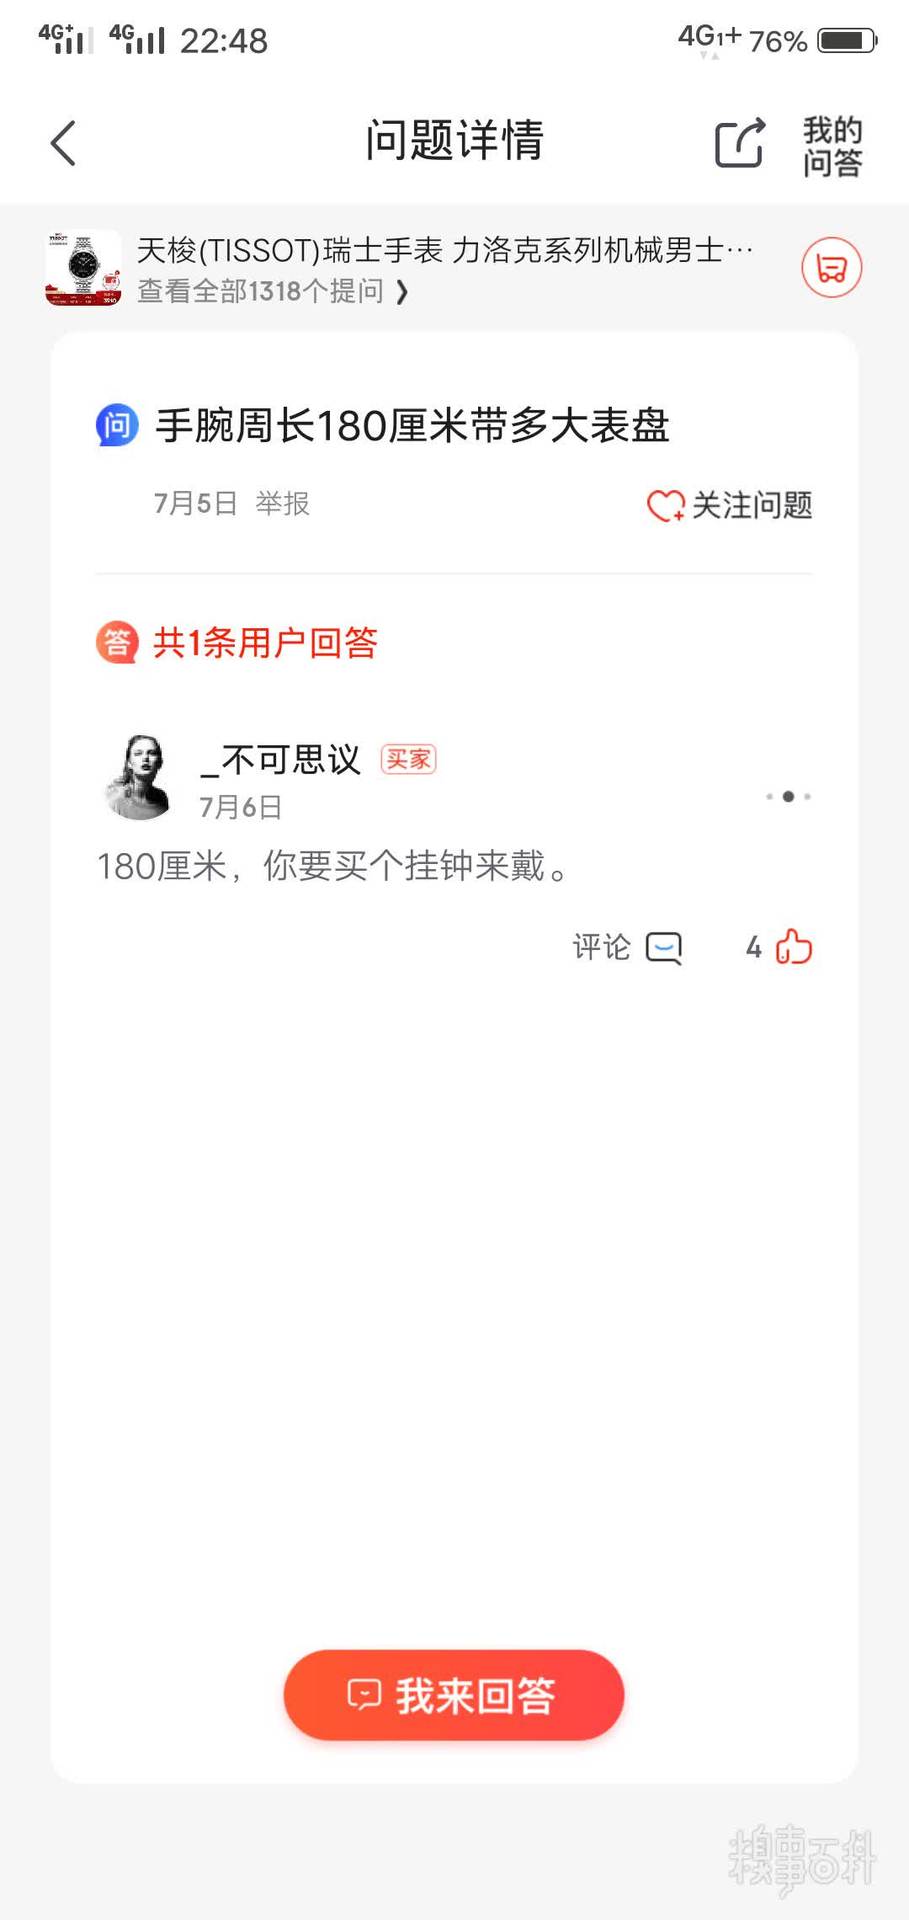 4G+ 4G 22:48 4G1+ 76%
问题详情
我的
问答
天梭(TISSOT)瑞士手表 力洛克系列机械男士…
查看全部1318个提问 ❯
问 手腕周长180厘米带多大表盘
7月5日 举报 关注问题
答 共1条用户回答
_不可思议 买家
7月6日
180厘米，你要买个挂钟来戴。
评论 4
我来回答
糗事百科